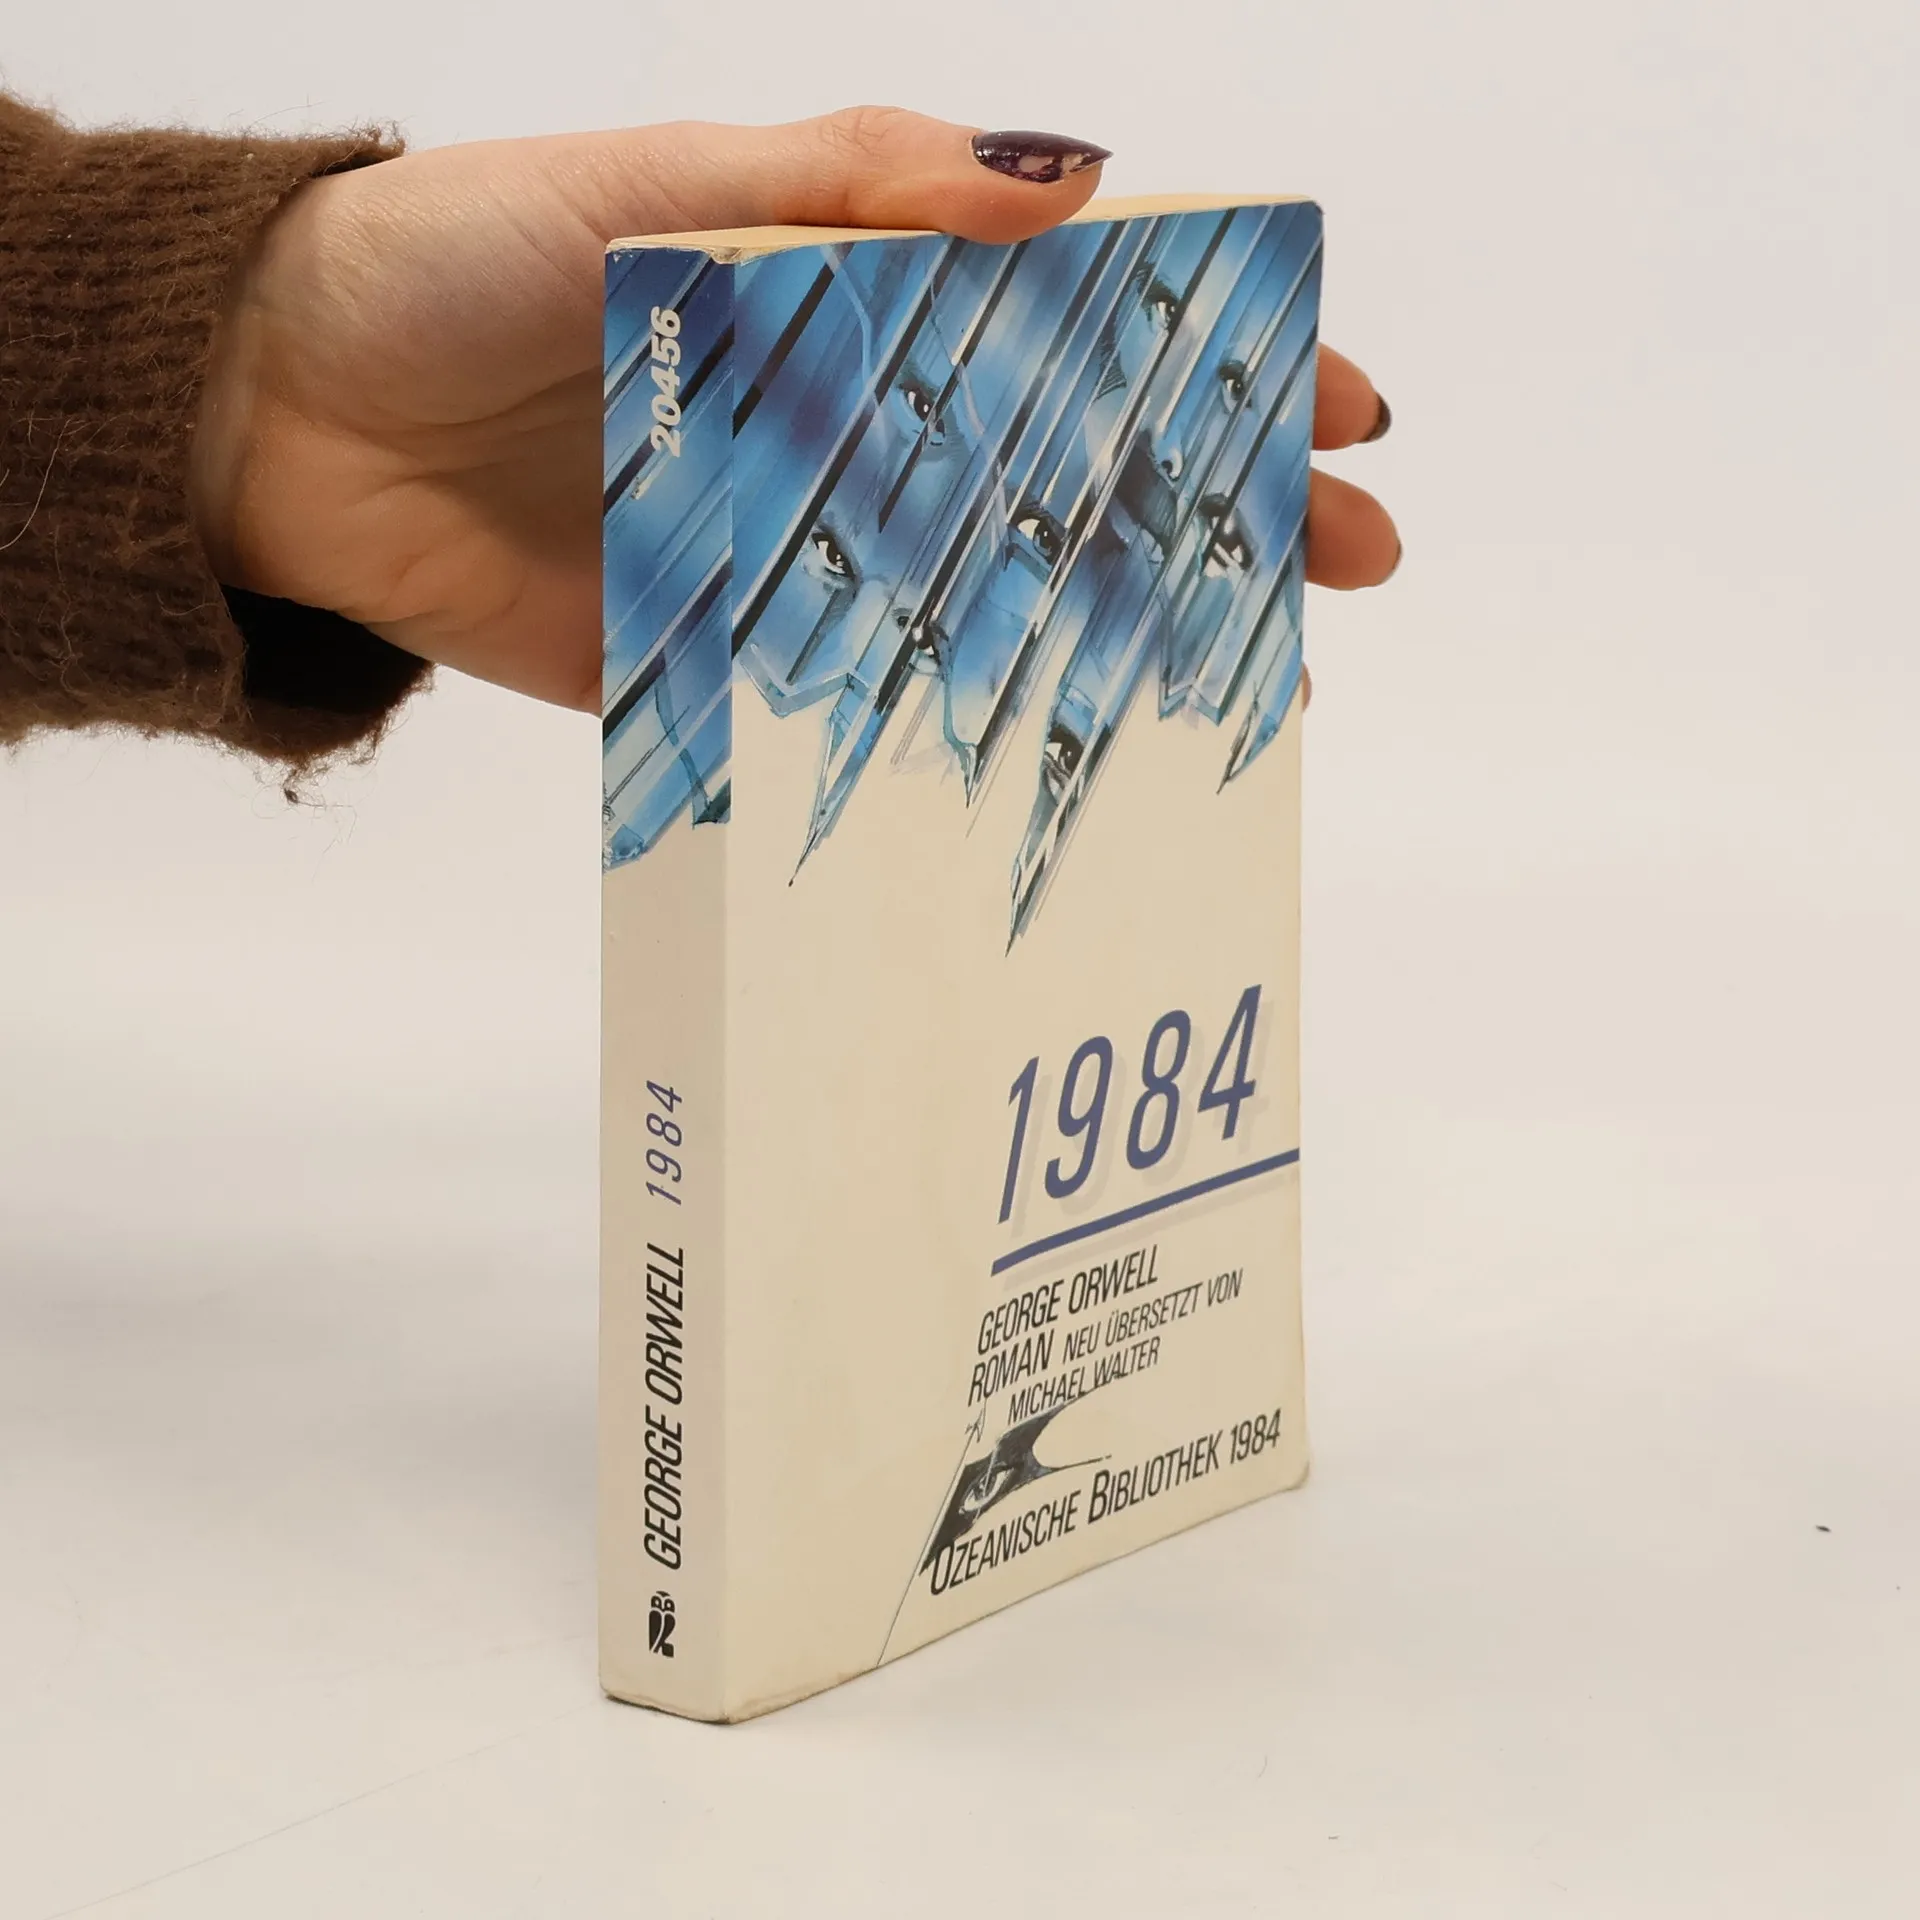 20456
GEORGE ORWELL 1984
1984
GEORGE ORWELL
ROMAN NEU ÜBERSETZT VON
MICHAEL WALTER
OZEANISCHE BIBLIOTHEK 1984